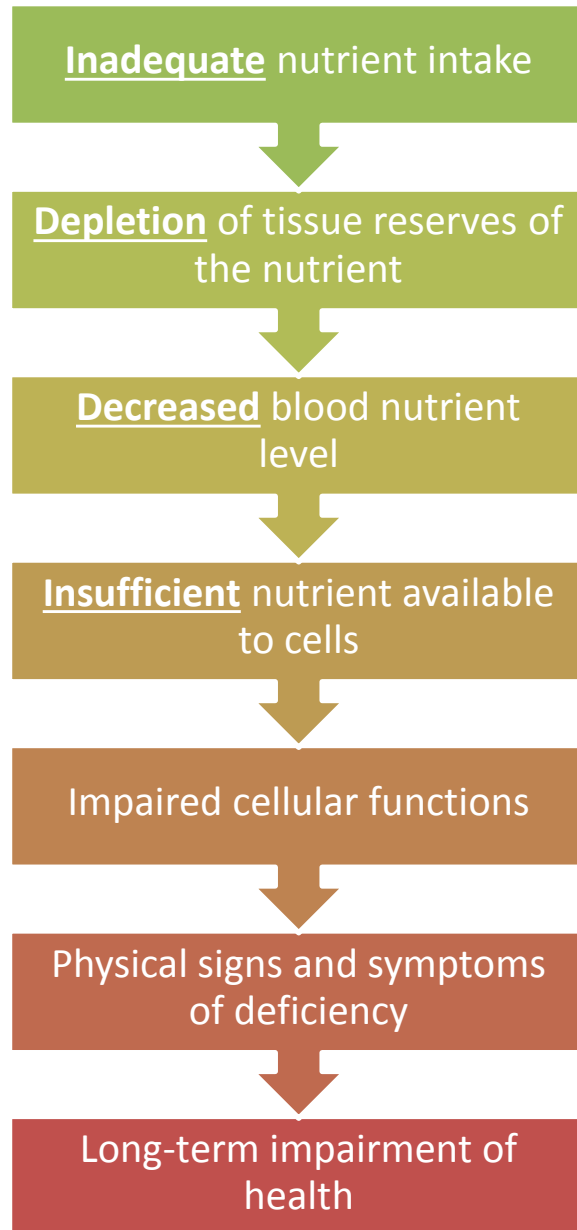 Inadequate nutrient intake
Depletion of tissue reserves of
the nutrient
Decreased blood nutrient
level
Insufficient nutrient available
to cells
Impaired cellular functions
Physical signs and symptoms
of deficiency
Long-term impairment of
health